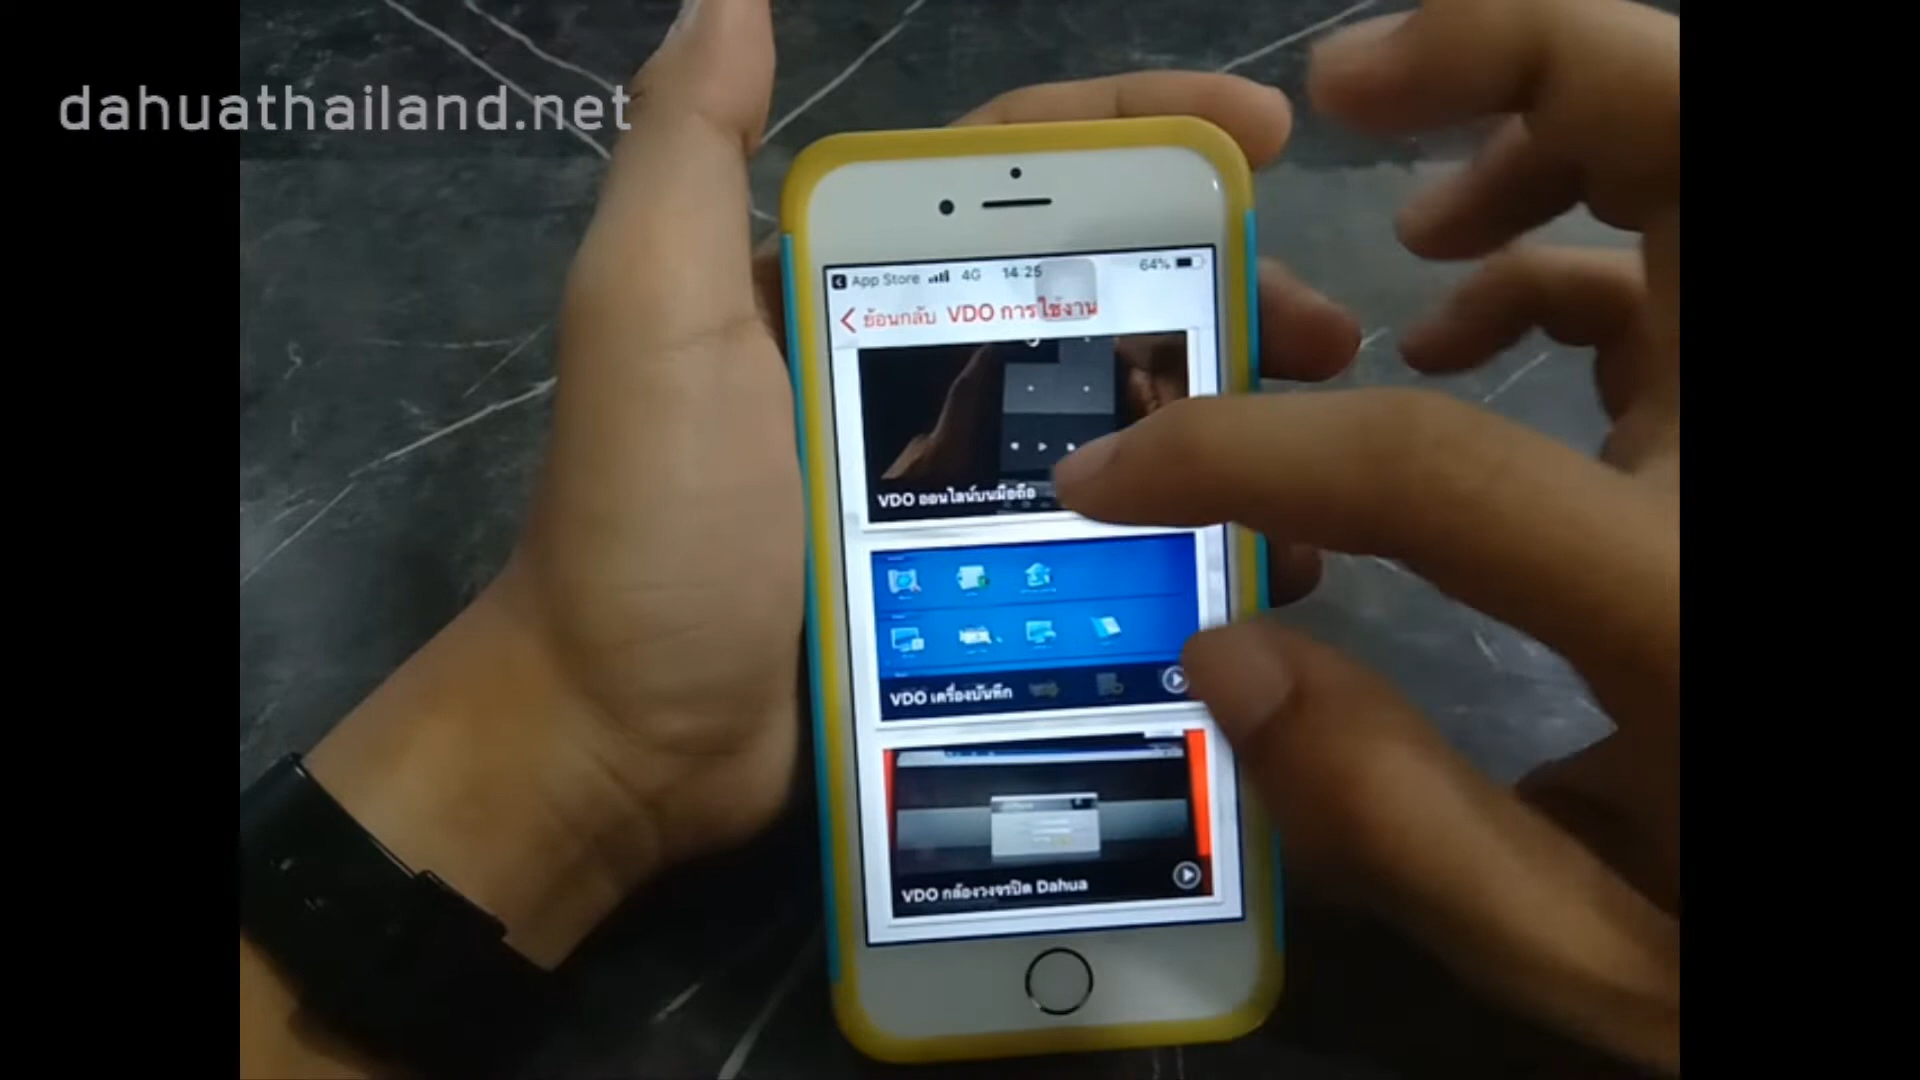 dahuathailand.net
App Store 4G 14:25 64%
ย้อนกลับ VDO การใช้งาน
VDO ออนไลน์บนมือถือ
VDO เครื่องบันทึก
VDO กล้องวงจรปิด Dahua